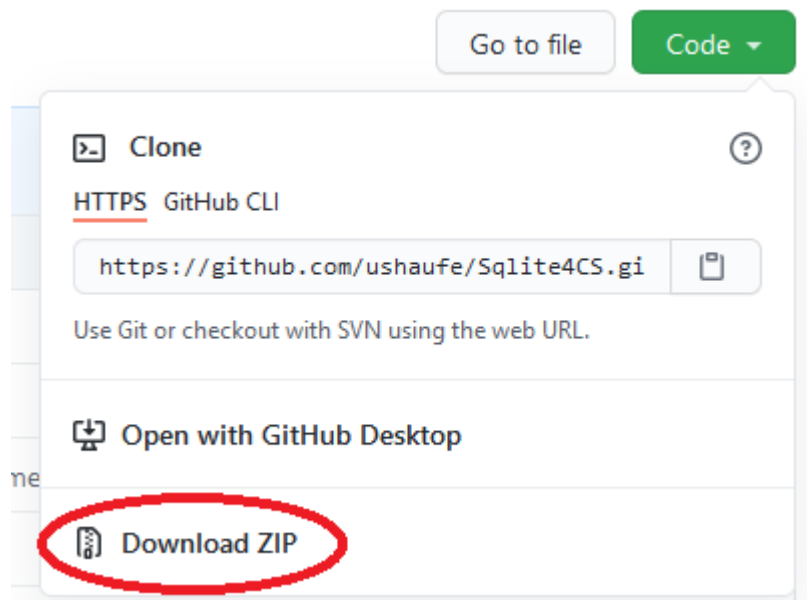 Go to file Code
Clone
HTTPS GitHub CLI
https://github.com/ushaufe/Sqlite4CS.gi
Use Git or checkout with SVN using the web URL.
Open with GitHub Desktop
me
Download ZIP